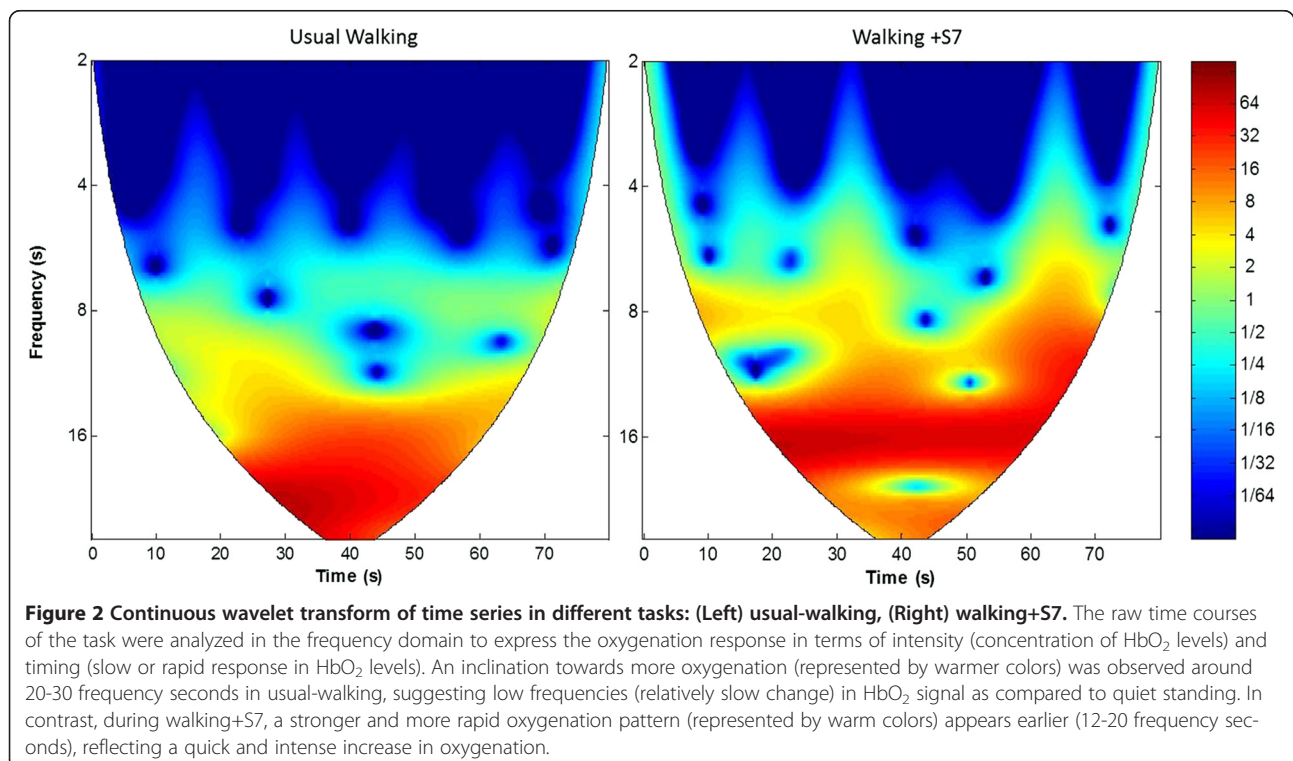 Usual Walking
Walking +S7
2
4
8
16
Frequency (s)
0 10 20 30 40 50 60 70
Time (s)
2
4
8
16
0 10 20 30 40 50 60 70
Time (s)
64
32
16
8
4
2
1
1/2
1/4
1/8
1/16
1/32
1/64
Figure 2 Continuous wavelet transform of time series in different tasks: (Left) usual-walking, (Right) walking+S7. The raw time courses
of the task were analyzed in the frequency domain to express the oxygenation response in terms of intensity (concentration of HbO₂ levels) and
timing (slow or rapid response in HbO₂ levels). An inclination towards more oxygenation (represented by warmer colors) was observed around
20-30 frequency seconds in usual-walking, suggesting low frequencies (relatively slow change) in HbO₂ signal as compared to quiet standing. In
contrast, during walking+S7, a stronger and more rapid oxygenation pattern (represented by warm colors) appears earlier (12-20 frequency sec-
onds), reflecting a quick and intense increase in oxygenation.